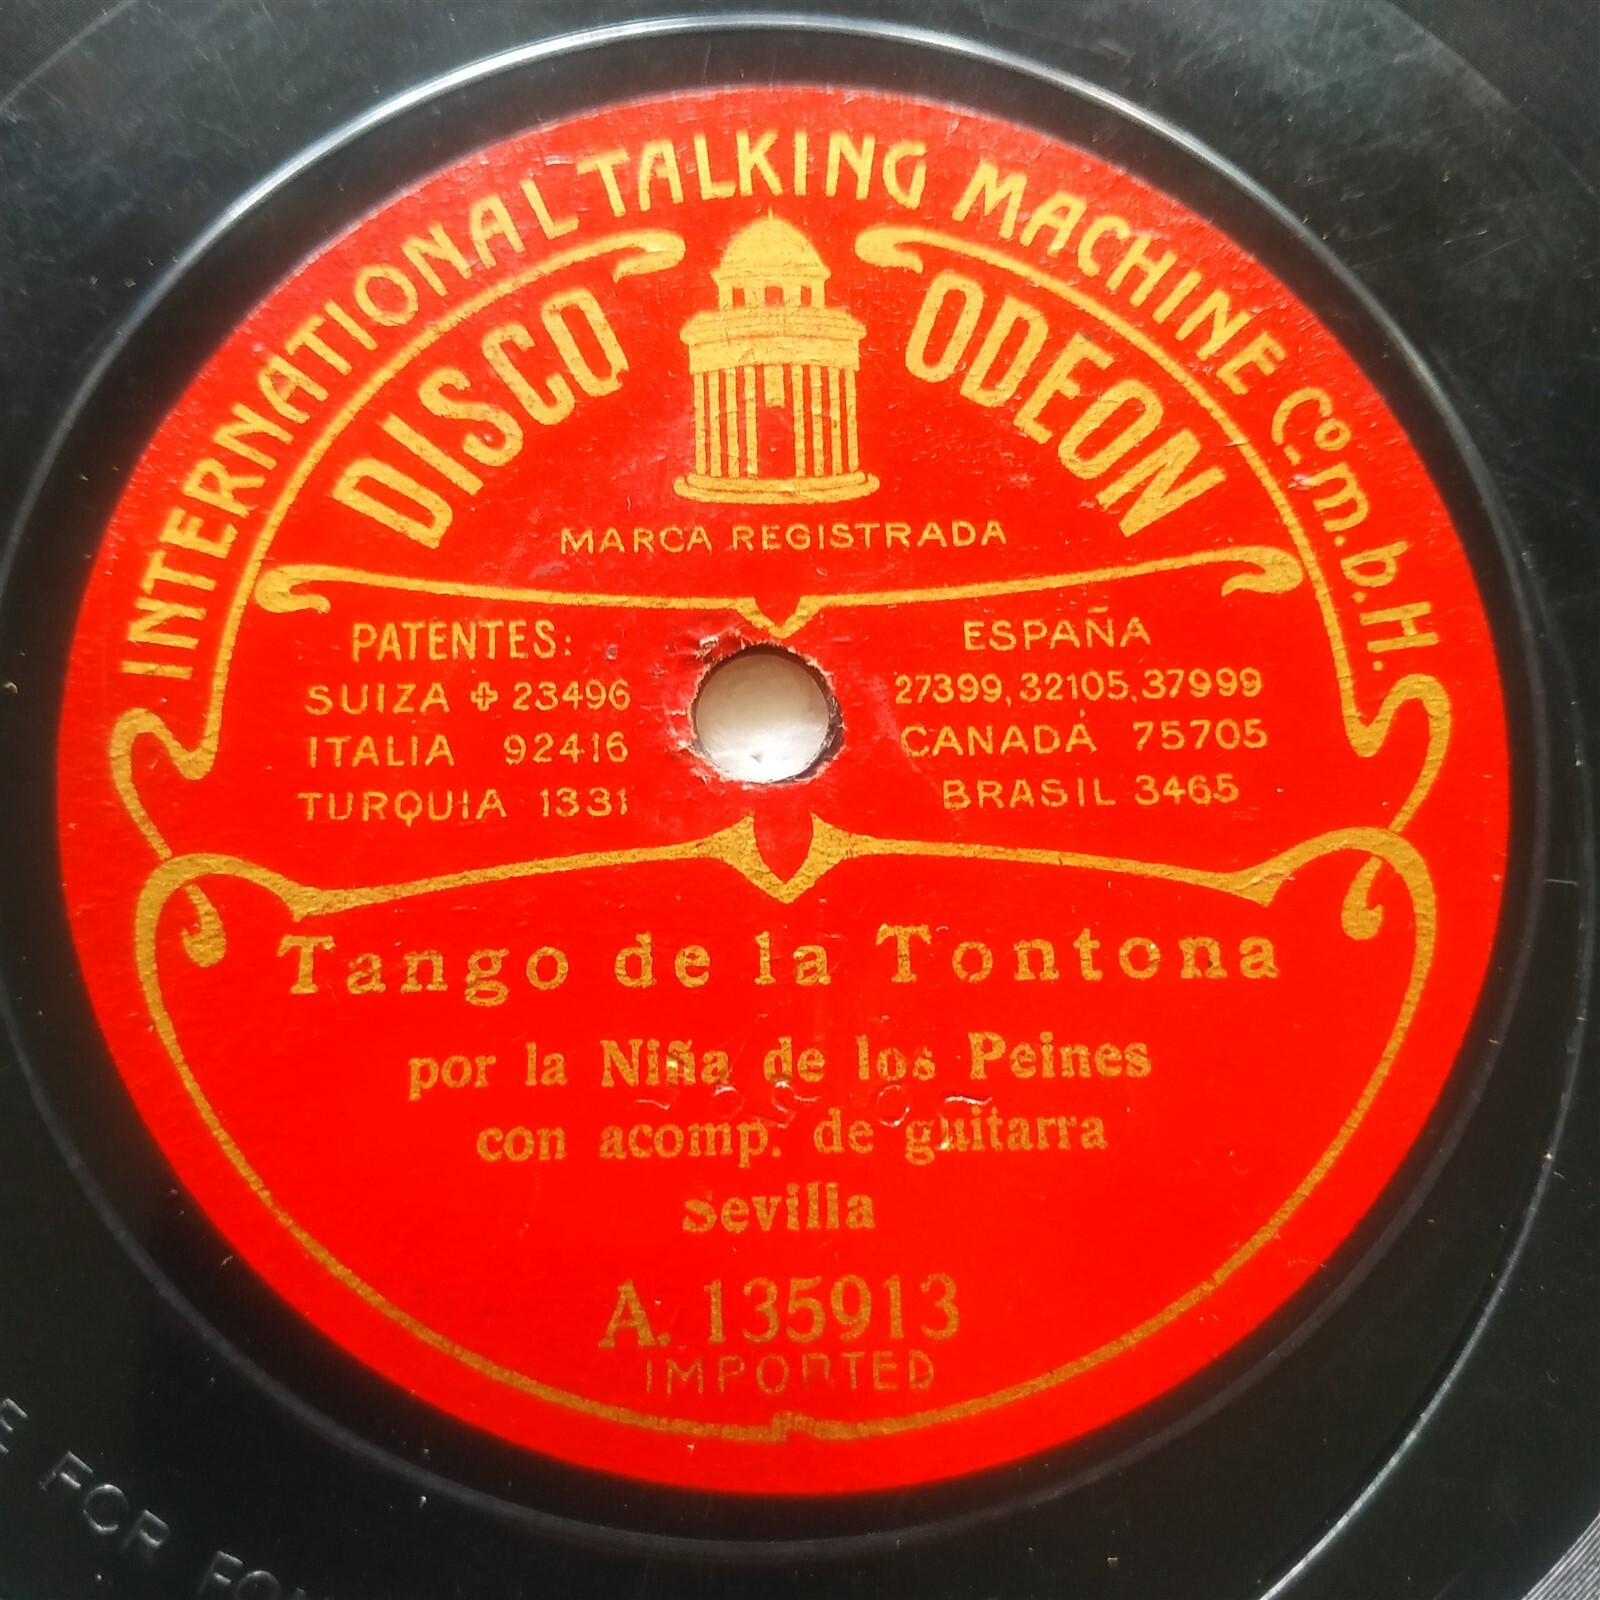 INTERNATIONAL TALKING MACHINE Co.m.b.H.
DISCO ODEON
MARCA REGISTRADA
PATENTES:
SUIZA ✚ 23496
ITALIA 92416
TURQUIA 1331
ESPAÑA
27399, 32105, 37999
CANADÁ 75705
BRASIL 3465
Tango de la Tontona
por la Niña de los Peines
con acomp. de guitarra
Sevilla
A. 135913
IMPORTED
FOR